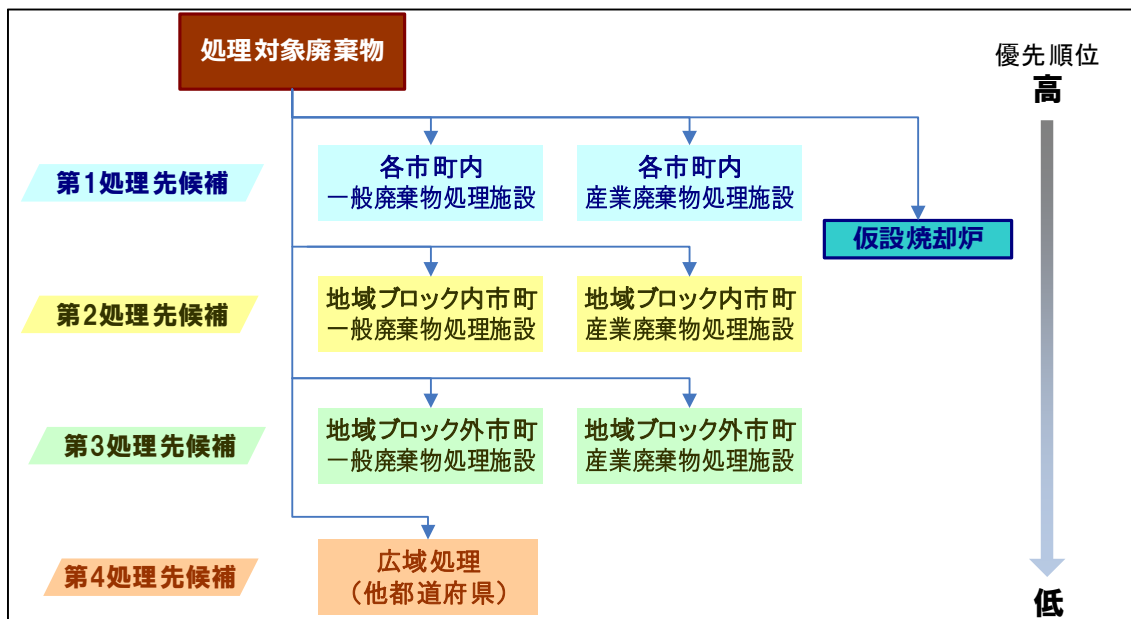 処理対象廃棄物
優先順位
高
第1処理先候補
各市町内
一般廃棄物処理施設
各市町内
産業廃棄物処理施設
仮設焼却炉
第2処理先候補
地域ブロック内市町
一般廃棄物処理施設
地域ブロック内市町
産業廃棄物処理施設
第3処理先候補
地域ブロック外市町
一般廃棄物処理施設
地域ブロック外市町
産業廃棄物処理施設
第4処理先候補
広域処理
（他都道府県）
低